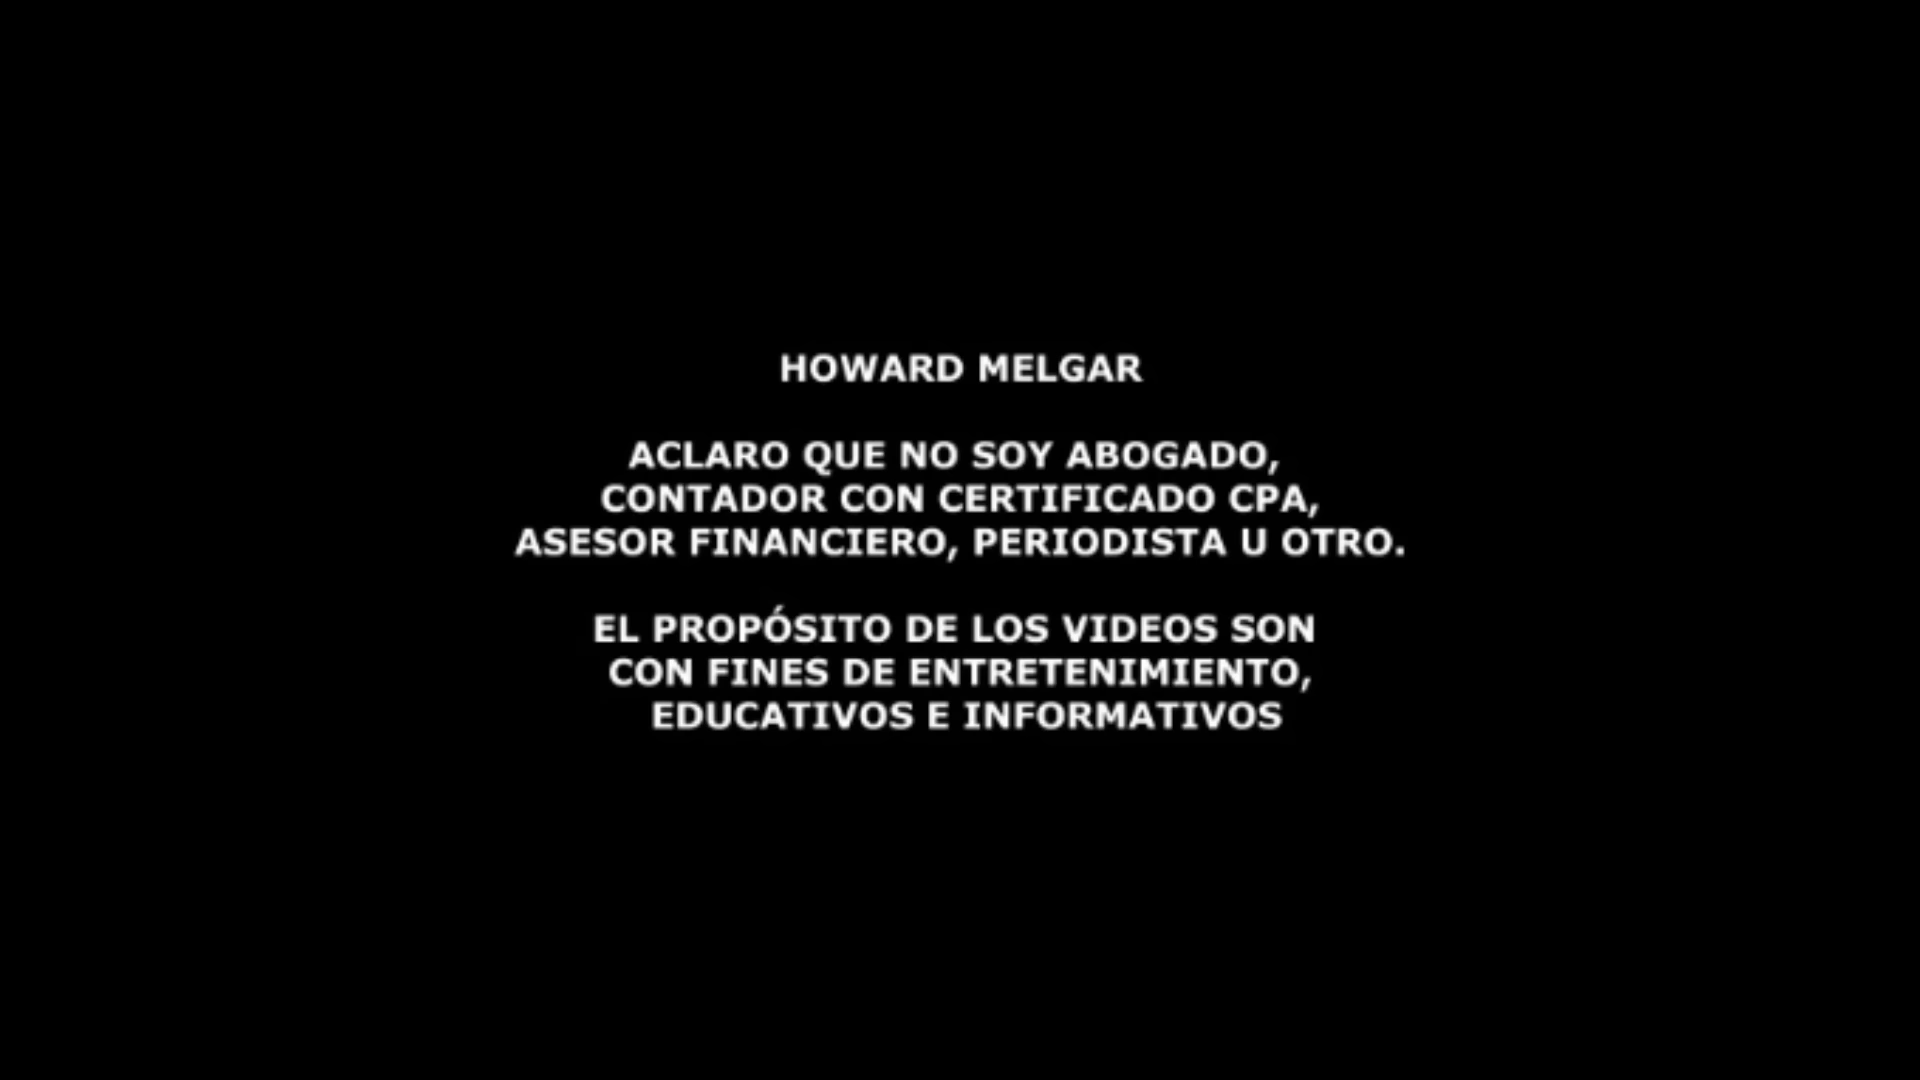 HOWARD MELGAR
ACLARO QUE NO SOY ABOGADO,
CONTADOR CON CERTIFICADO CPA,
ASESOR FINANCIERO, PERIODISTA U OTRO.
EL PROPÓSITO DE LOS VIDEOS SON
CON FINES DE ENTRETENIMIENTO,
EDUCATIVOS E INFORMATIVOS